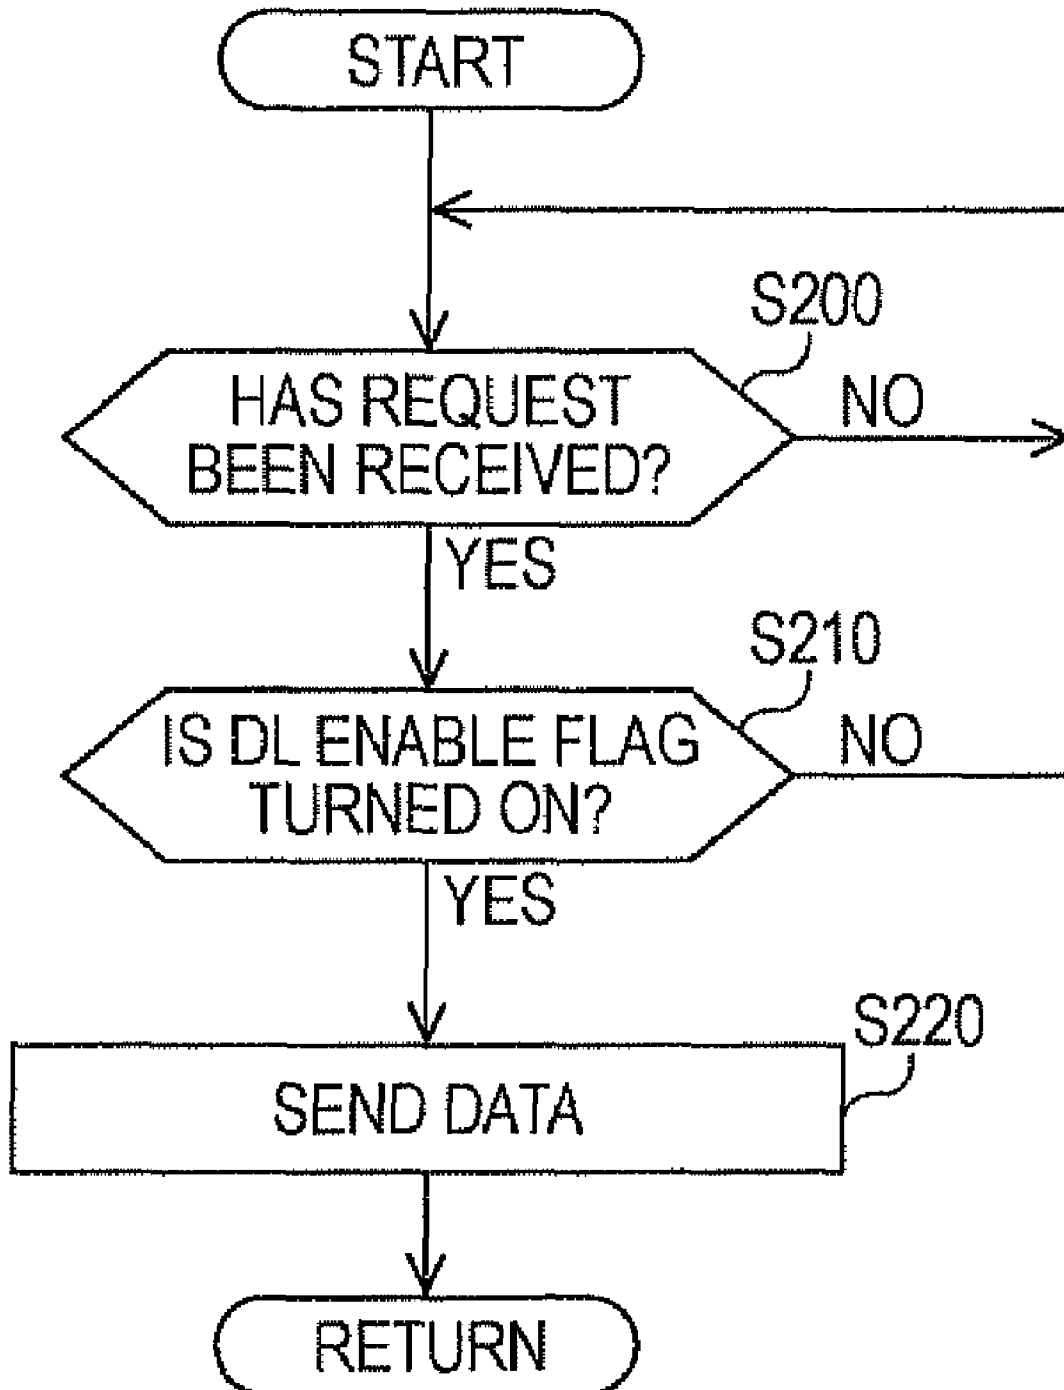 START
S200
HAS REQUEST
BEEN RECEIVED?
NO
YES
S210
IS DL ENABLE FLAG
TURNED ON?
NO
YES
S220
SEND DATA
RETURN